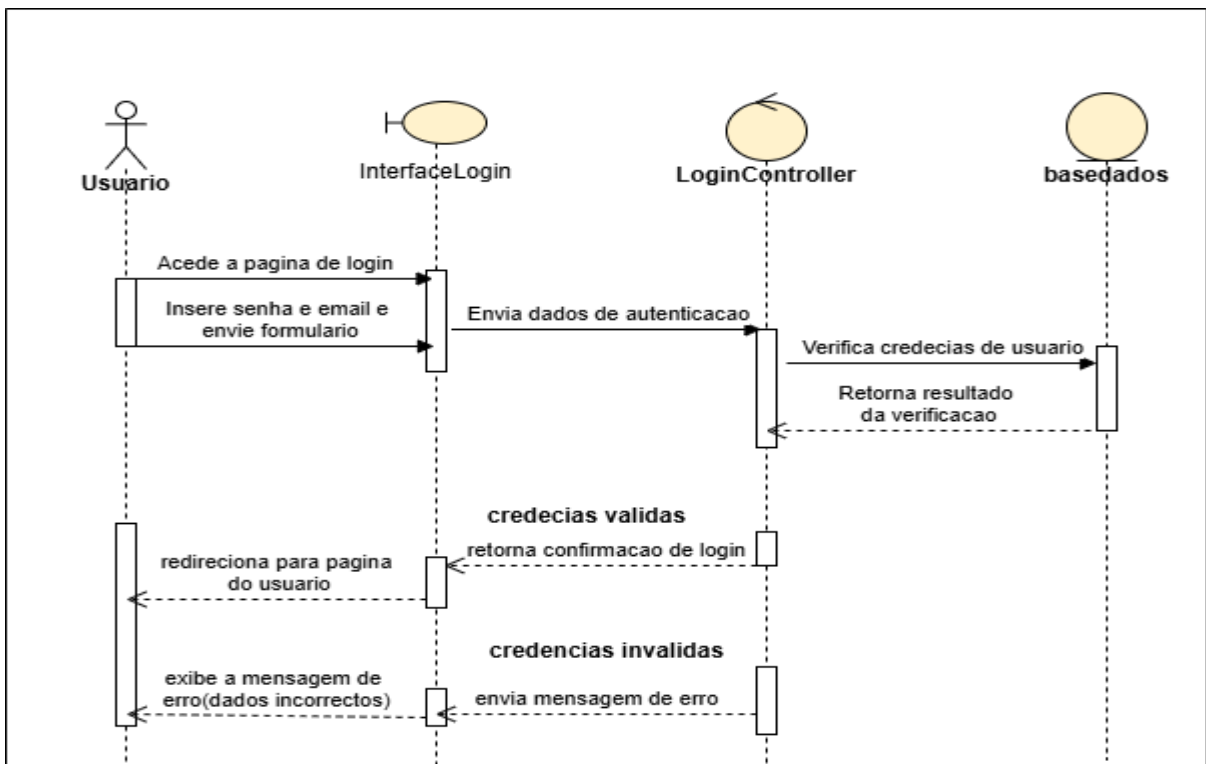 Usuario
InterfaceLogin
LoginController
basedados
Acede a pagina de login
Insere senha e email e
envie formulario
Envia dados de autenticacao
Verifica credecias de usuario
Retorna resultado
da verificacao
credecias validas
retorna confirmacao de login
redireciona para pagina
do usuario
credencias invalidas
exibe a mensagem de
erro(dados incorrectos)
envia mensagem de erro